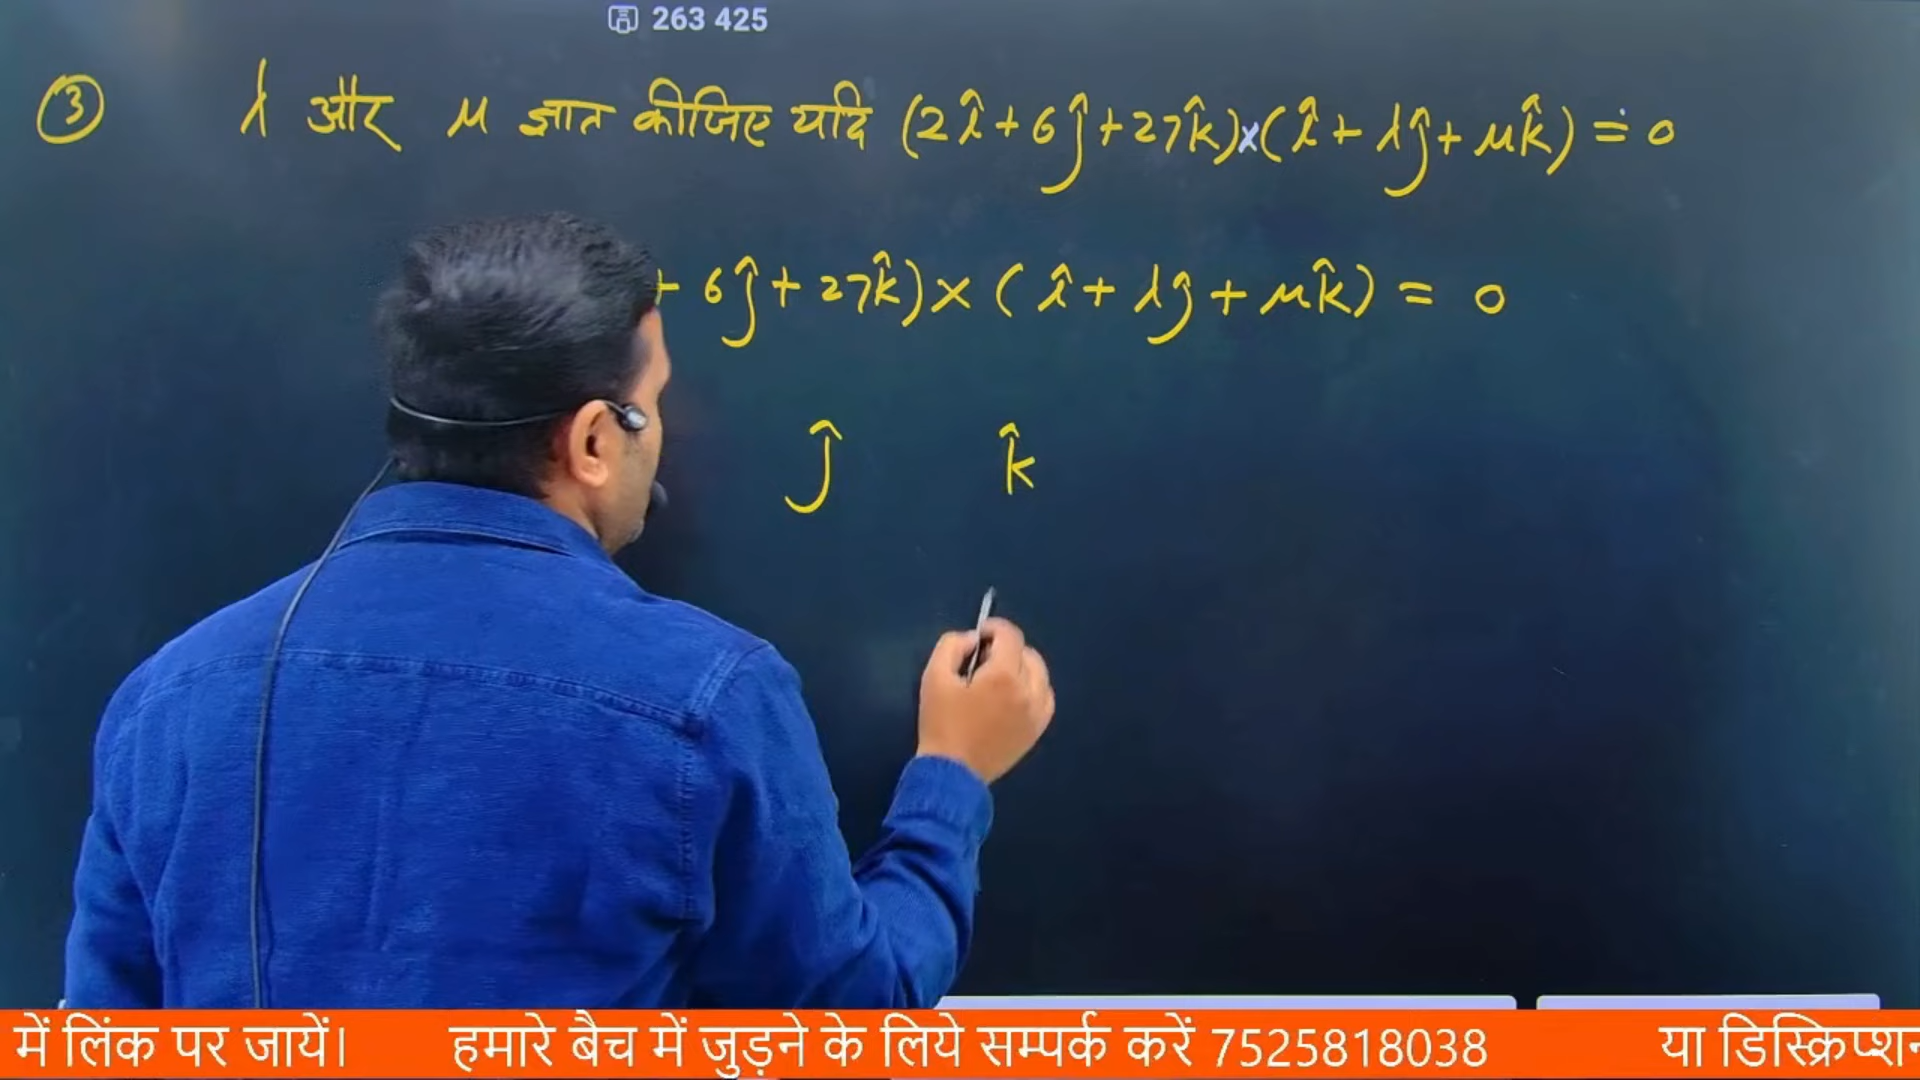 263 425
③ λ और μ ज्ञात कीजिए यदि (2î + 6ĵ + 27k̂) × (î + λĵ + μk̂) = 0
+ 6ĵ + 27k̂) × (î + λĵ + μk̂) = 0
ĵ k̂
में लिंक पर जायें। हमारे बैच में जुड़ने के लिये सम्पर्क करें 7525818038 या डिस्क्रिप्शन